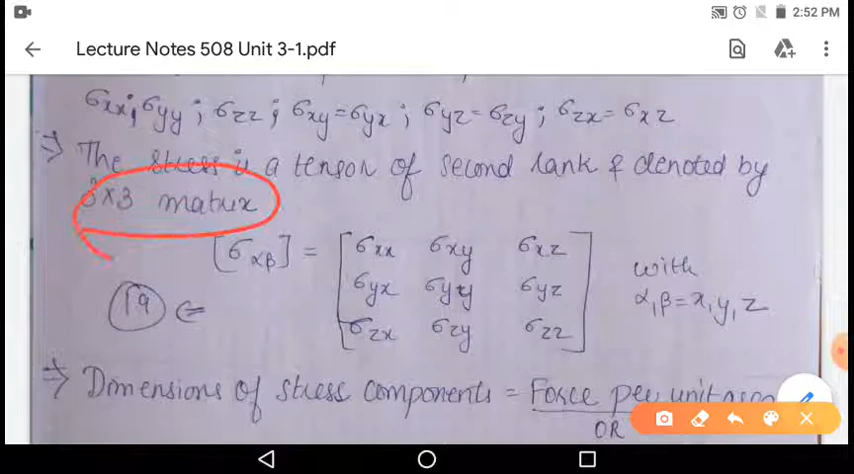 2:52 PM
Lecture Notes 508 Unit 3-1.pdf
σxx; σyy; σzz; σxy=σyx; σyz=σzy; σzx=σxz
⇒ The stress is a tensor of second rank & denoted by
3×3 matrix
[σαβ] = [σxx σxy σxz
with
σyx σyy σyz
α,β=x,y,z
σzx σzy σzz]
19 ⇐
⇒ Dimensions of stress components = Force per unit area
OR